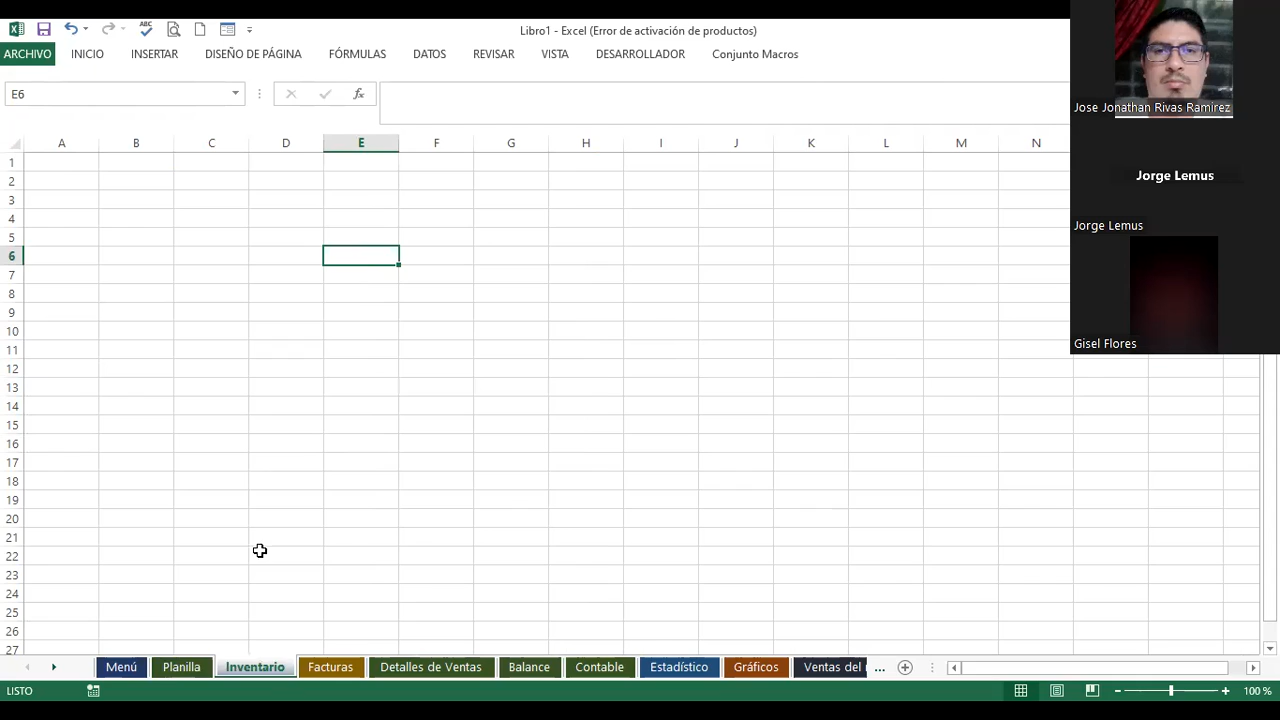 Libro1 - Excel (Error de activación de productos)
ARCHIVO INICIO INSERTAR DISEÑO DE PÁGINA FÓRMULAS DATOS REVISAR VISTA DESARROLLADOR Conjunto Macros
E6 fx
A B C D E F G H I J K L M N
1
2
3
4
5
6
7
8
9
10
11
12
13
14
15
16
17
18
19
20
21
22
23
24
25
26
27
Menú Planilla Inventario Facturas Detalles de Ventas Balance Contable Estadístico Gráficos Ventas del ...
LISTO 100 %
Jose Jonathan Rivas Ramirez
Jorge Lemus
Jorge Lemus
Gisel Flores